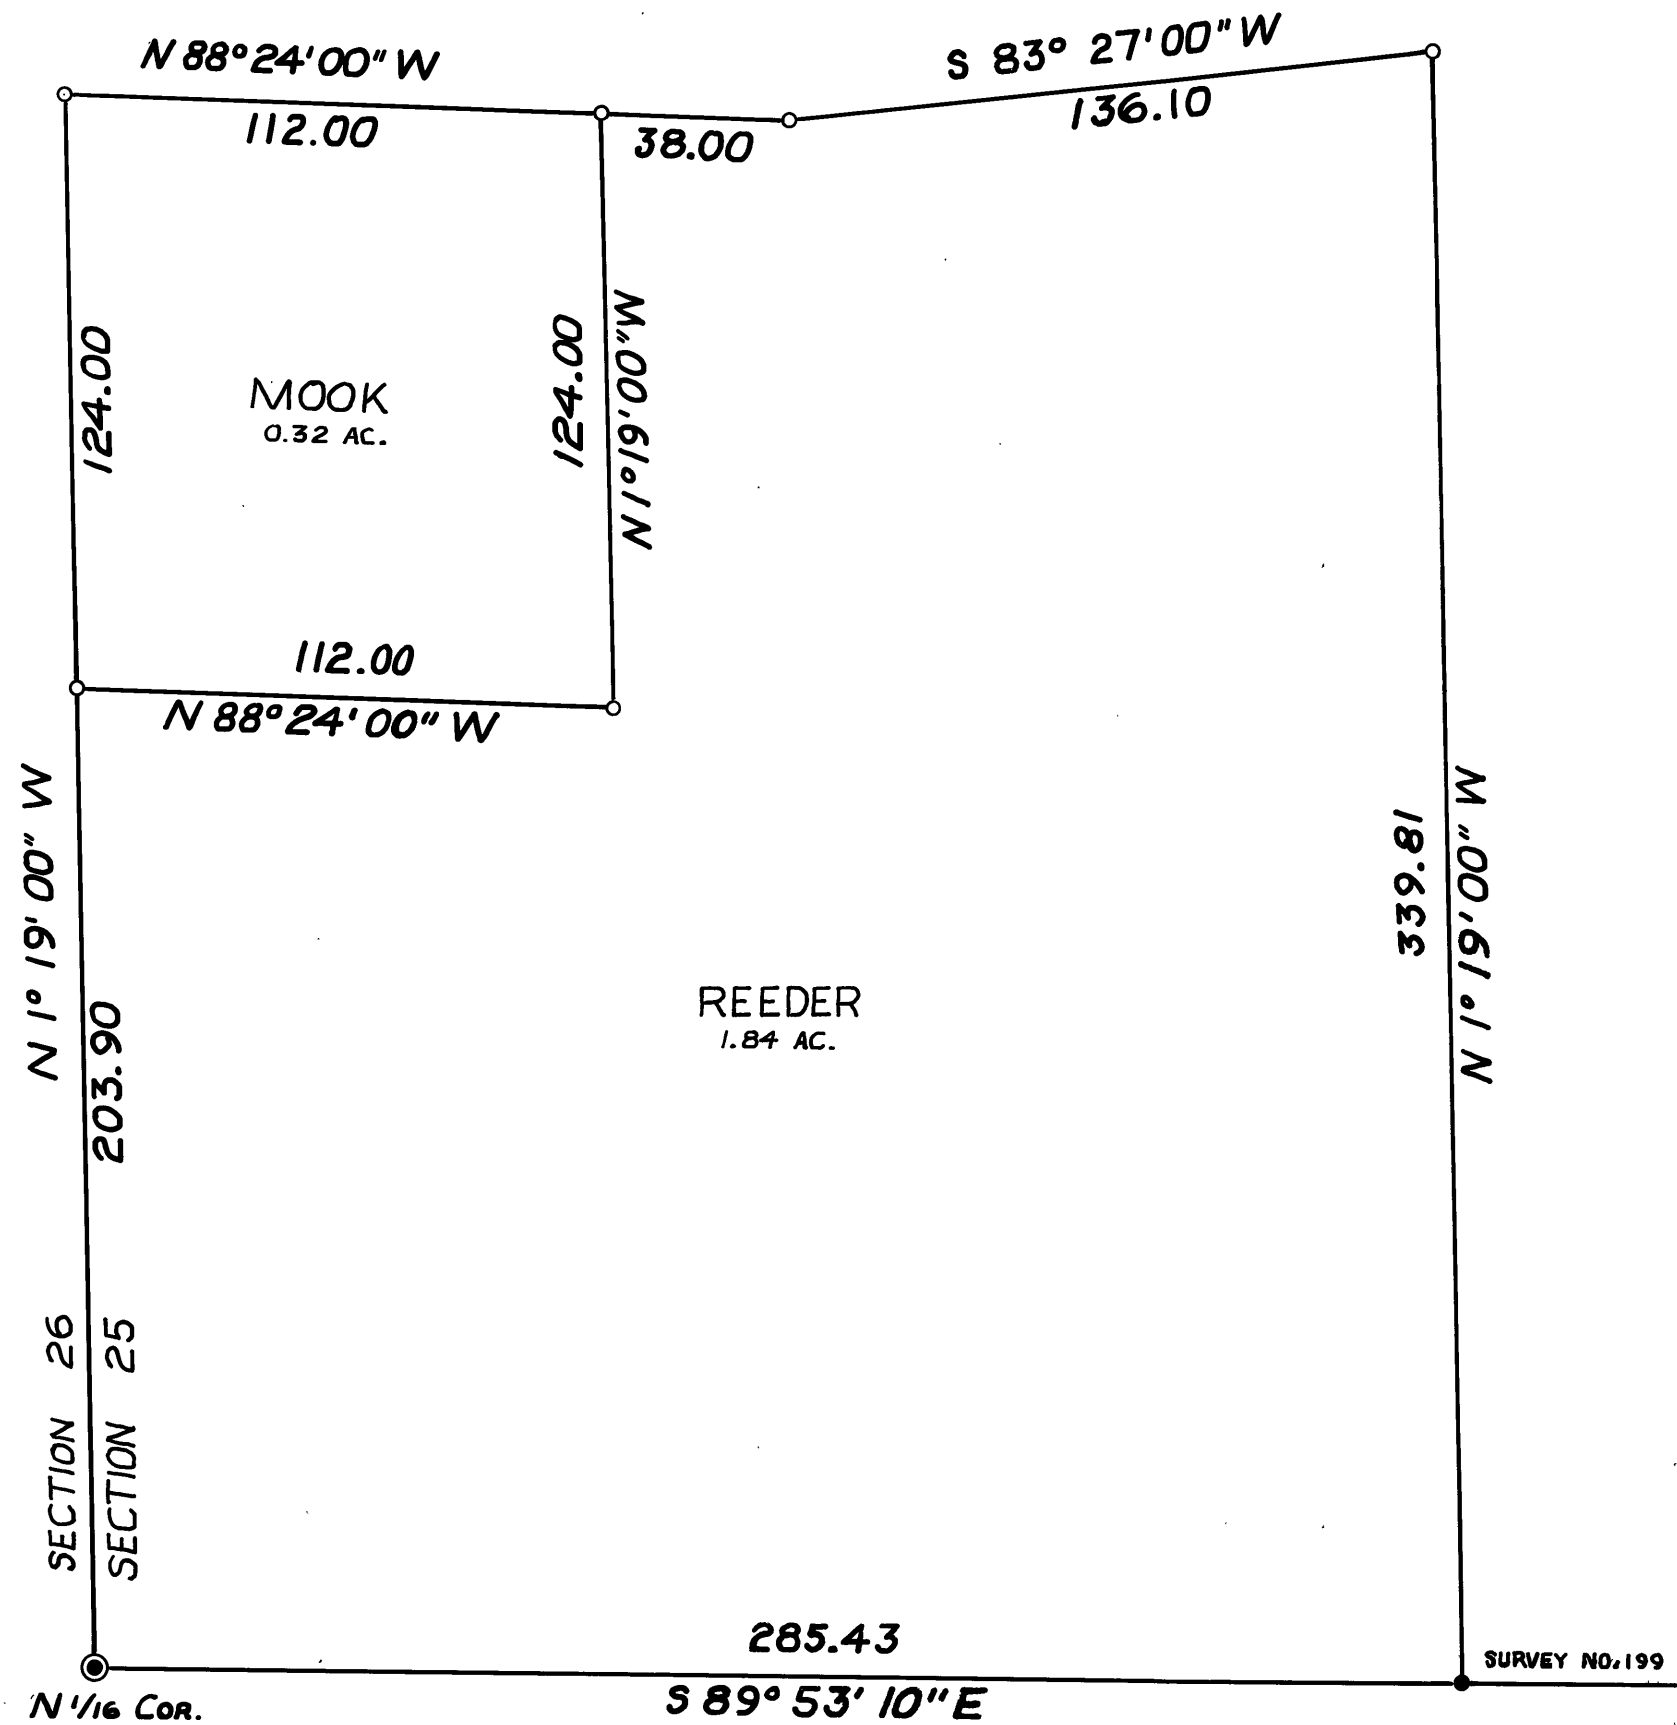 N 88°24'00" W
S 83° 27'00" W
112.00
38.00
136.10
124.00
MOOK
0.32 AC.
124.00
N 1°19'00" W
112.00
N 88°24'00" W
N 1° 19' 00" W
203.90
339.81
N 1° 19' 00" W
REEDER
1.84 AC.
SECTION 26
SECTION 25
285.43
SURVEY NO. 199
N 1/16 COR.
S 89° 53' 10" E